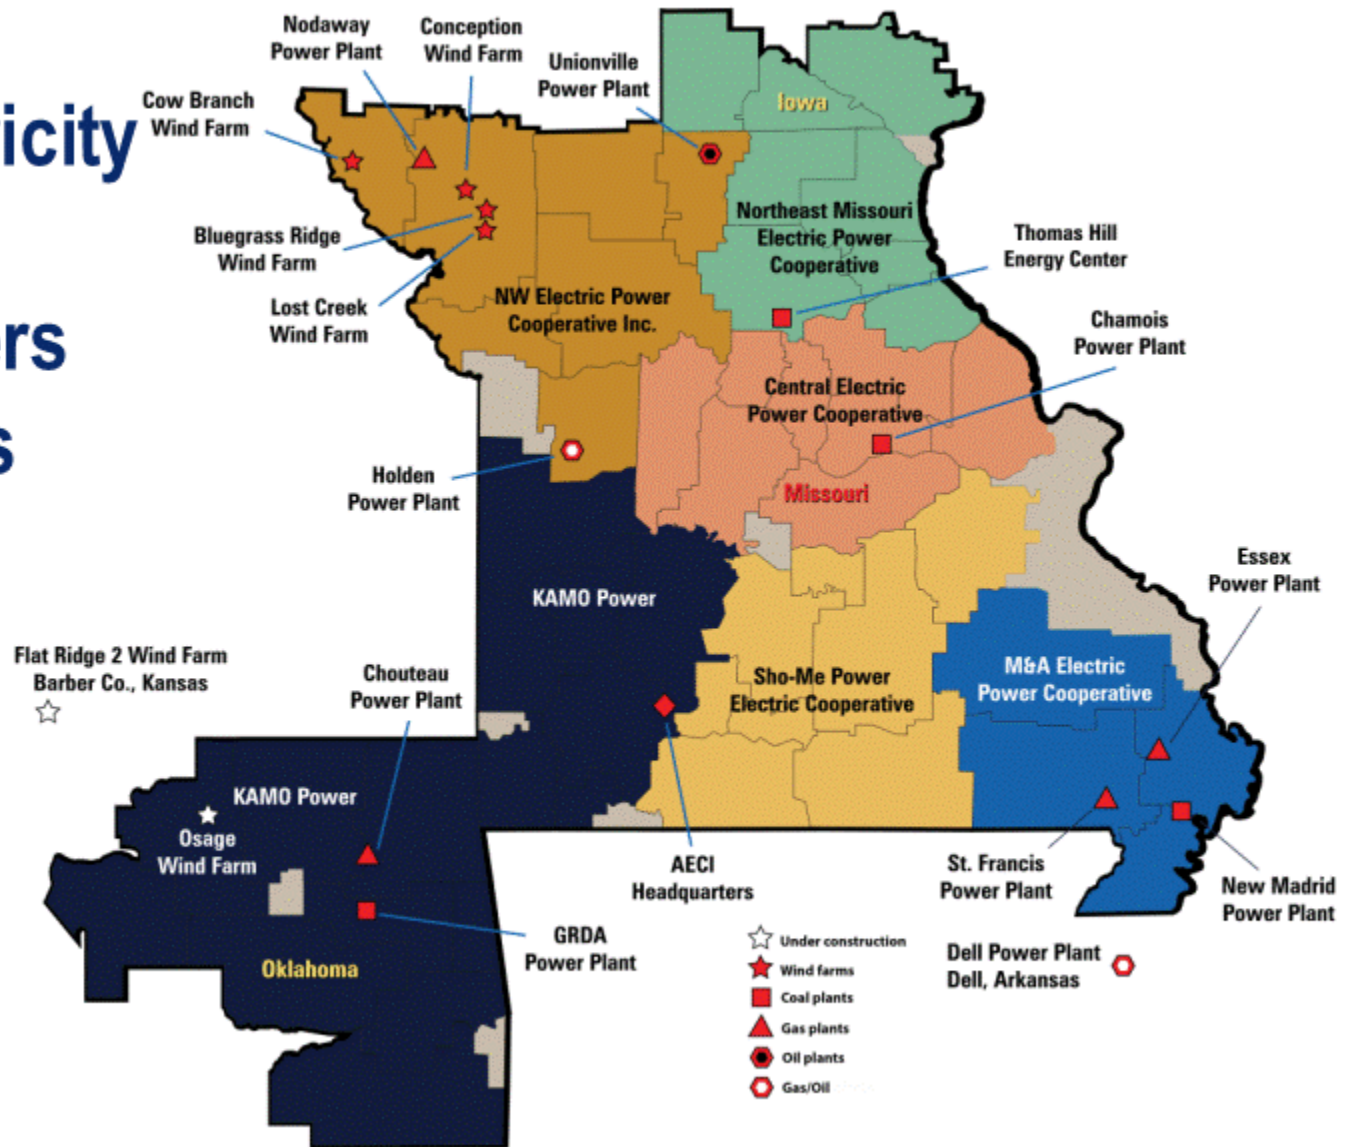 Nodaway
Power Plant
Conception
Wind Farm
Unionville
Power Plant
Cow Branch
Wind Farm
icity
Iowa
Northeast Missouri
Electric Power
Cooperative
Thomas Hill
Energy Center
Bluegrass Ridge
Wind Farm
Lost Creek
Wind Farm
NW Electric Power
Cooperative Inc.
Chamois
Power Plant
ers
Central Electric
Power Cooperative
s
Holden
Power Plant
Missouri
Essex
Power Plant
KAMO Power
Flat Ridge 2 Wind Farm
Barber Co., Kansas
Chouteau
Power Plant
Sho-Me Power
Electric Cooperative
M&A Electric
Power Cooperative
KAMO Power
Osage
Wind Farm
AECI
Headquarters
St. Francis
Power Plant
New Madrid
Power Plant
GRDA
Power Plant
Oklahoma
Under construction
Wind farms
Coal plants
Gas plants
Oil plants
Gas/Oil
Dell Power Plant
Dell, Arkansas